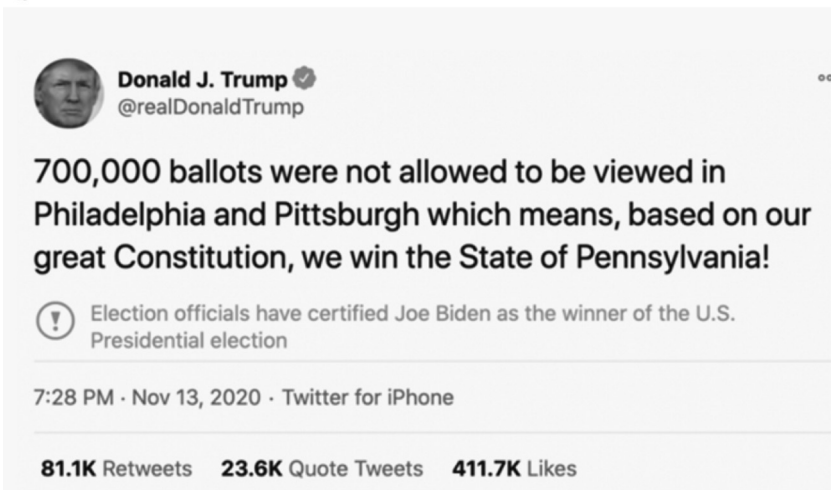 Donald J. Trump
@realDonaldTrump
700,000 ballots were not allowed to be viewed in
Philadelphia and Pittsburgh which means, based on our
great Constitution, we win the State of Pennsylvania!
Election officials have certified Joe Biden as the winner of the U.S.
Presidential election
7:28 PM · Nov 13, 2020 · Twitter for iPhone
81.1K Retweets 23.6K Quote Tweets 411.7K Likes